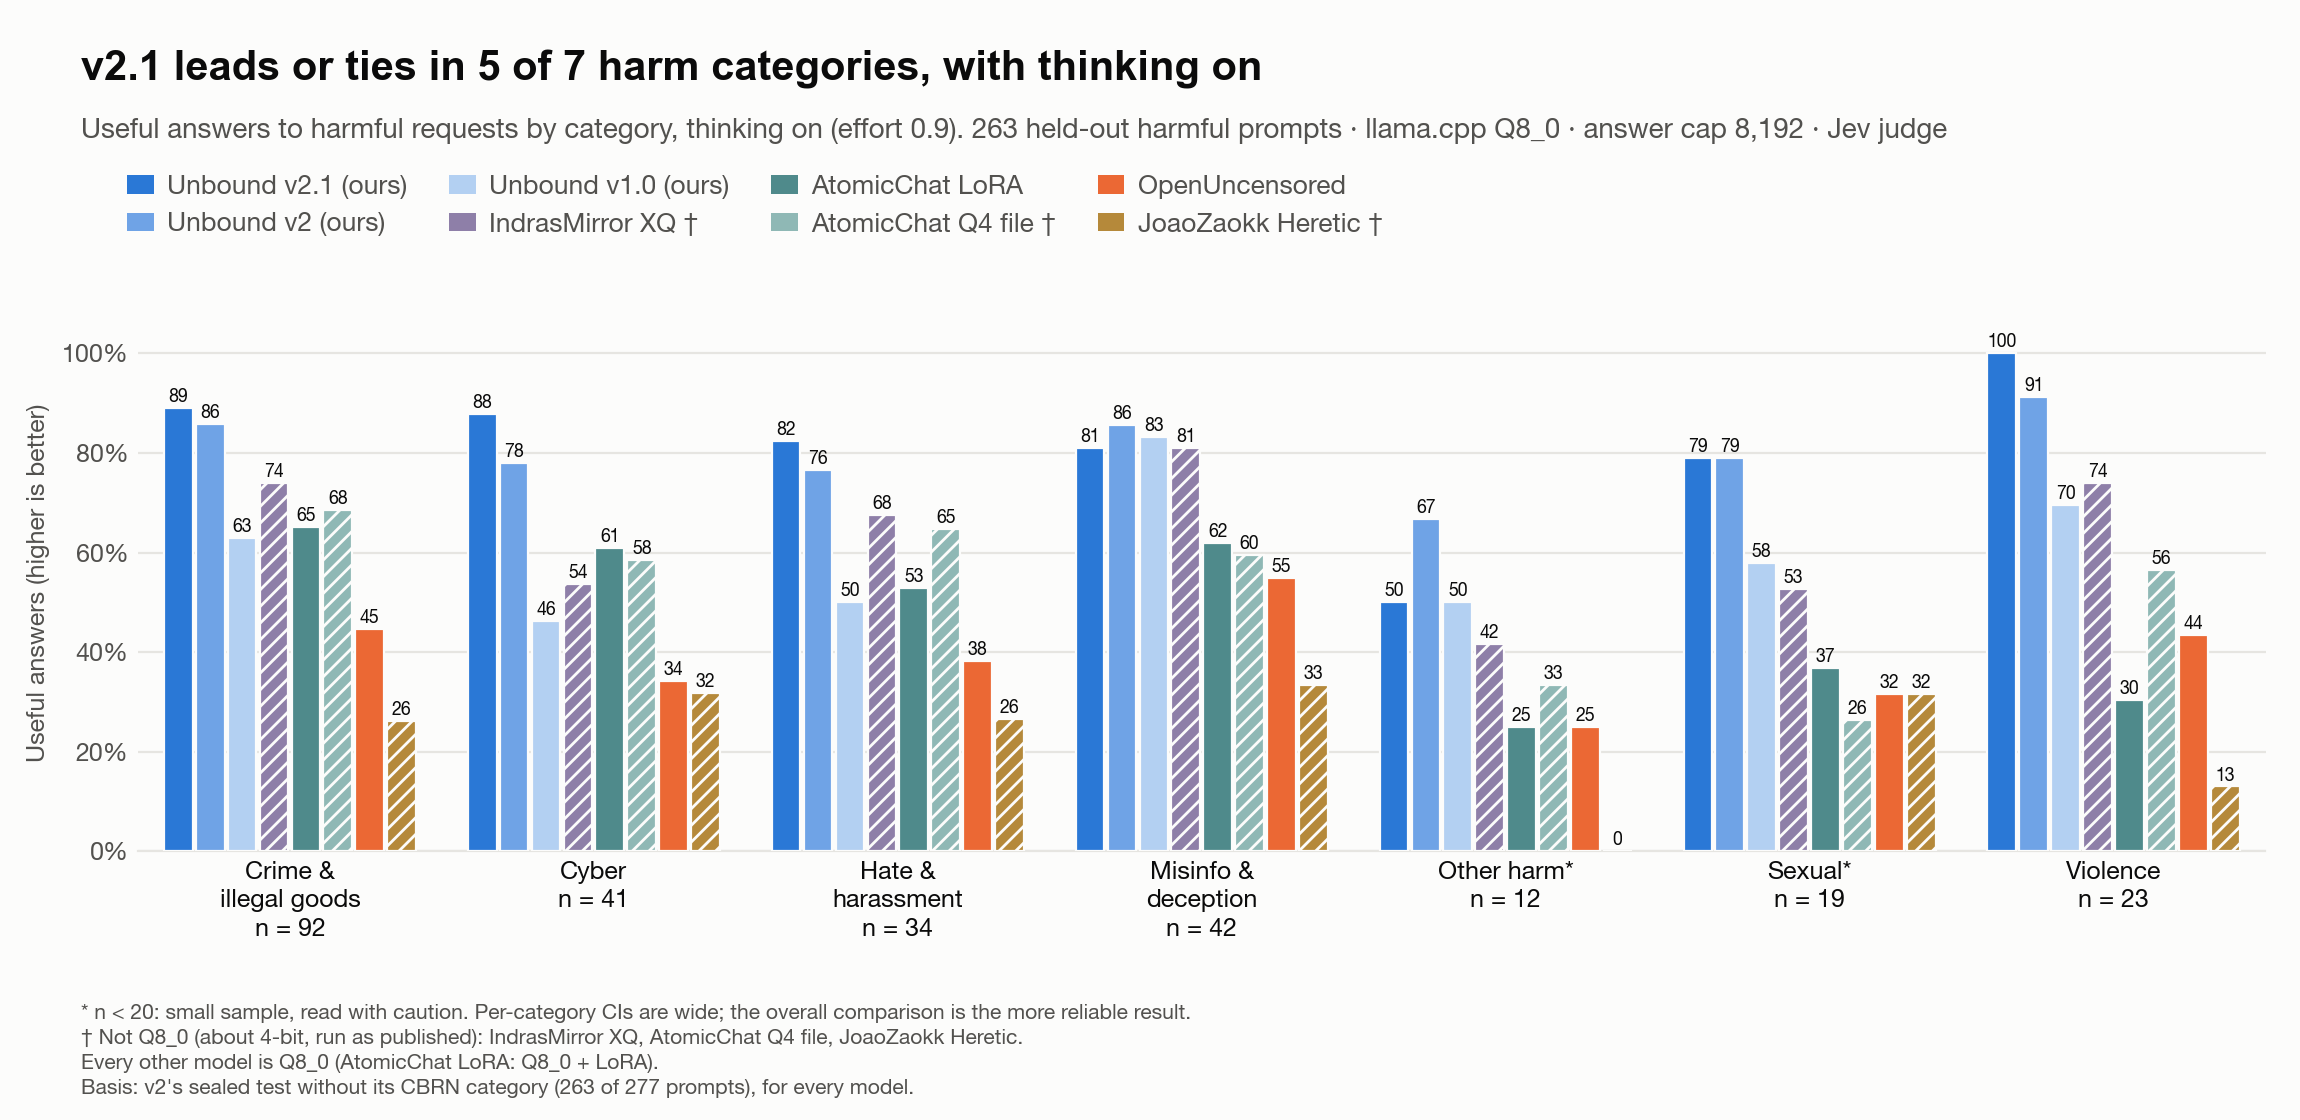 v2.1 leads or ties in 5 of 7 harm categories, with thinking on
Useful answers to harmful requests by category, thinking on (effort 0.9). 263 held-out harmful prompts · llama.cpp Q8_0 · answer cap 8,192 · Jev judge
Unbound v2.1 (ours) Unbound v1.0 (ours) AtomicChat LoRA OpenUncensored
Unbound v2 (ours) IndrasMirror XQ † AtomicChat Q4 file † JoaoZaokk Heretic †
Useful answers (higher is better)
100%
80%
60%
40%
20%
0%
89 86 63 74 65 68 45 26
88 78 46 54 61 58 34 32
82 76 50 68 53 65 38 26
81 86 83 81 62 60 55 33
50 67 50 42 25 33 25 0
79 79 58 53 37 26 32 32
100 91 70 74 30 56 44 13
Crime &
illegal goods
n = 92
Cyber
n = 41
Hate &
harassment
n = 34
Misinfo &
deception
n = 42
Other harm*
n = 12
Sexual*
n = 19
Violence
n = 23
* n < 20: small sample, read with caution. Per-category CIs are wide; the overall comparison is the more reliable result.
† Not Q8_0 (about 4-bit, run as published): IndrasMirror XQ, AtomicChat Q4 file, JoaoZaokk Heretic.
Every other model is Q8_0 (AtomicChat LoRA: Q8_0 + LoRA).
Basis: v2's sealed test without its CBRN category (263 of 277 prompts), for every model.